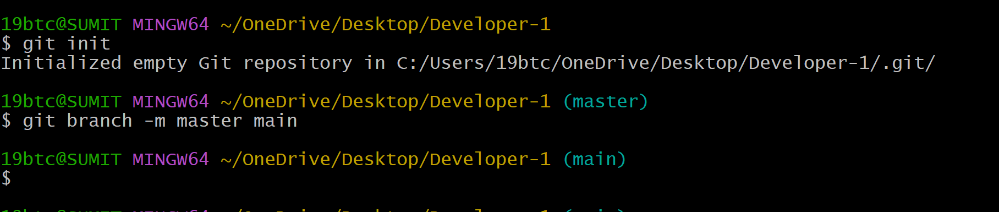 19btc@SUMIT MINGW64 ~/OneDrive/Desktop/Developer-1
$ git init
Initialized empty Git repository in C:/Users/19btc/OneDrive/Desktop/Developer-1/.git/
19btc@SUMIT MINGW64 ~/OneDrive/Desktop/Developer-1 (master)
$ git branch -m master main
19btc@SUMIT MINGW64 ~/OneDrive/Desktop/Developer-1 (main)
$